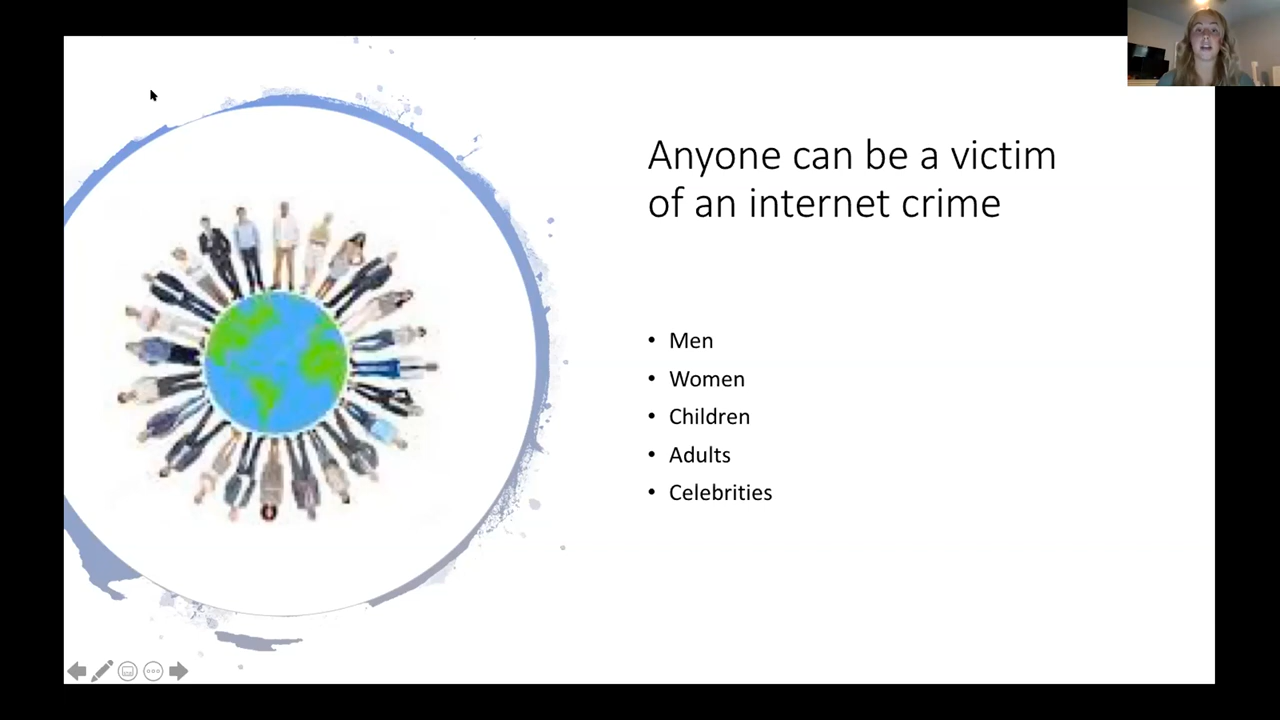 Anyone can be a victim
of an internet crime
• Men
• Women
• Children
• Adults
• Celebrities